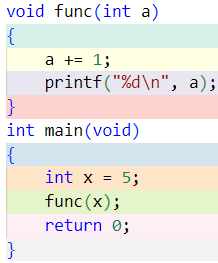 void func(int a)
{
    a += 1;
    printf("%d\n", a);
}
int main(void)
{
    int x = 5;
    func(x);
    return 0;
}